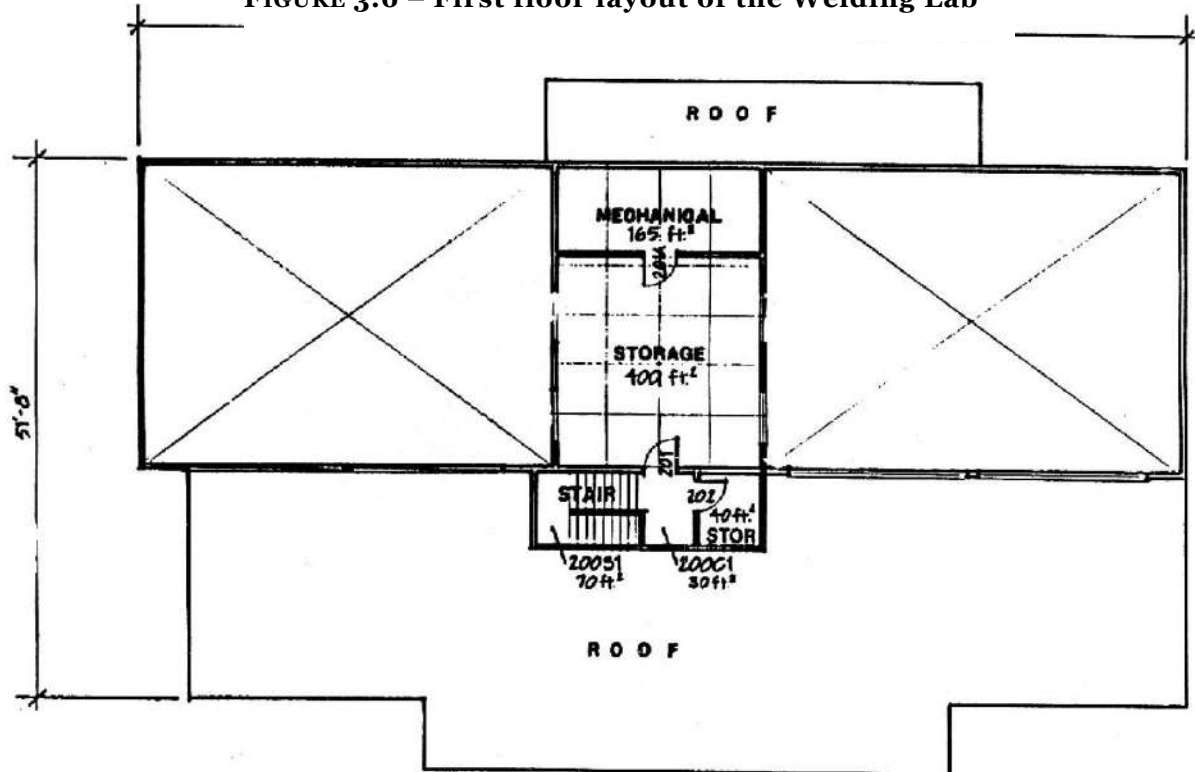 FIGURE 3.6 – First floor layout of the Welding Lab
ROOF
MECHANICAL
165 ft.²
201A
STORAGE
400 ft.²
51'-8"
201
STAIR
202
40 ft.²
STOR
200S1
70 ft.²
200C1
30 ft.²
ROOF